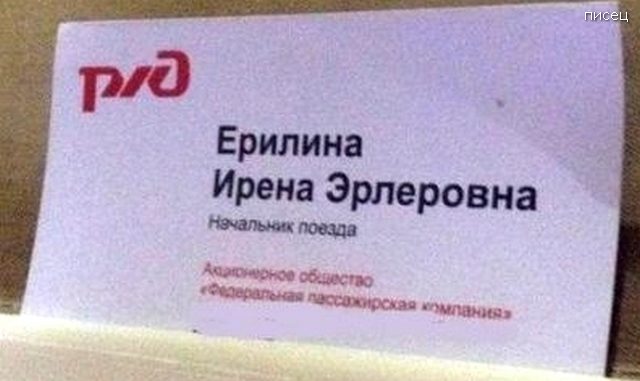 писец
ржд
Ерилина
Ирена Эрлеровна
Начальник поезда
Акционерное общество
«Федеральная пассажирская компания»